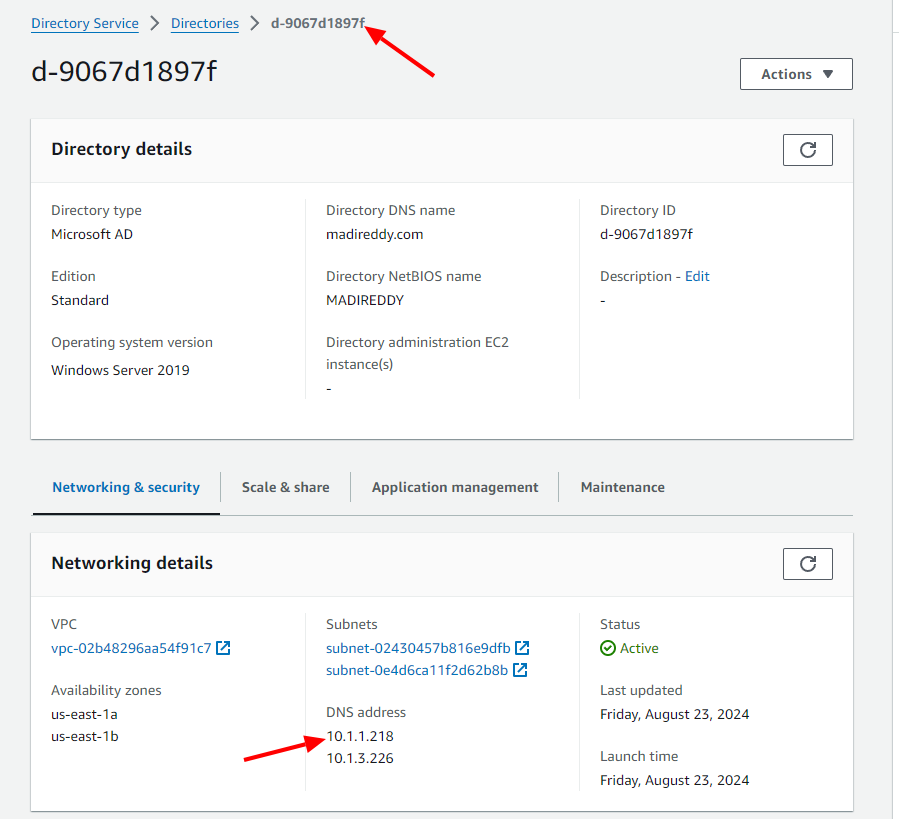 Directory Service > Directories > d-9067d1897f
d-9067d1897f
Actions
Directory details
Directory type
Microsoft AD
Edition
Standard
Operating system version
Windows Server 2019
Directory DNS name
madireddy.com
Directory NetBIOS name
MADIREDDY
Directory administration EC2
instance(s)
-
Directory ID
d-9067d1897f
Description - Edit
-
Networking & security
Scale & share
Application management
Maintenance
Networking details
VPC
vpc-02b48296aa54f91c7
Availability zones
us-east-1a
us-east-1b
Subnets
subnet-02430457b816e9dfb
subnet-0e4d6ca11f2d62b8b
DNS address
10.1.1.218
10.1.3.226
Status
Active
Last updated
Friday, August 23, 2024
Launch time
Friday, August 23, 2024